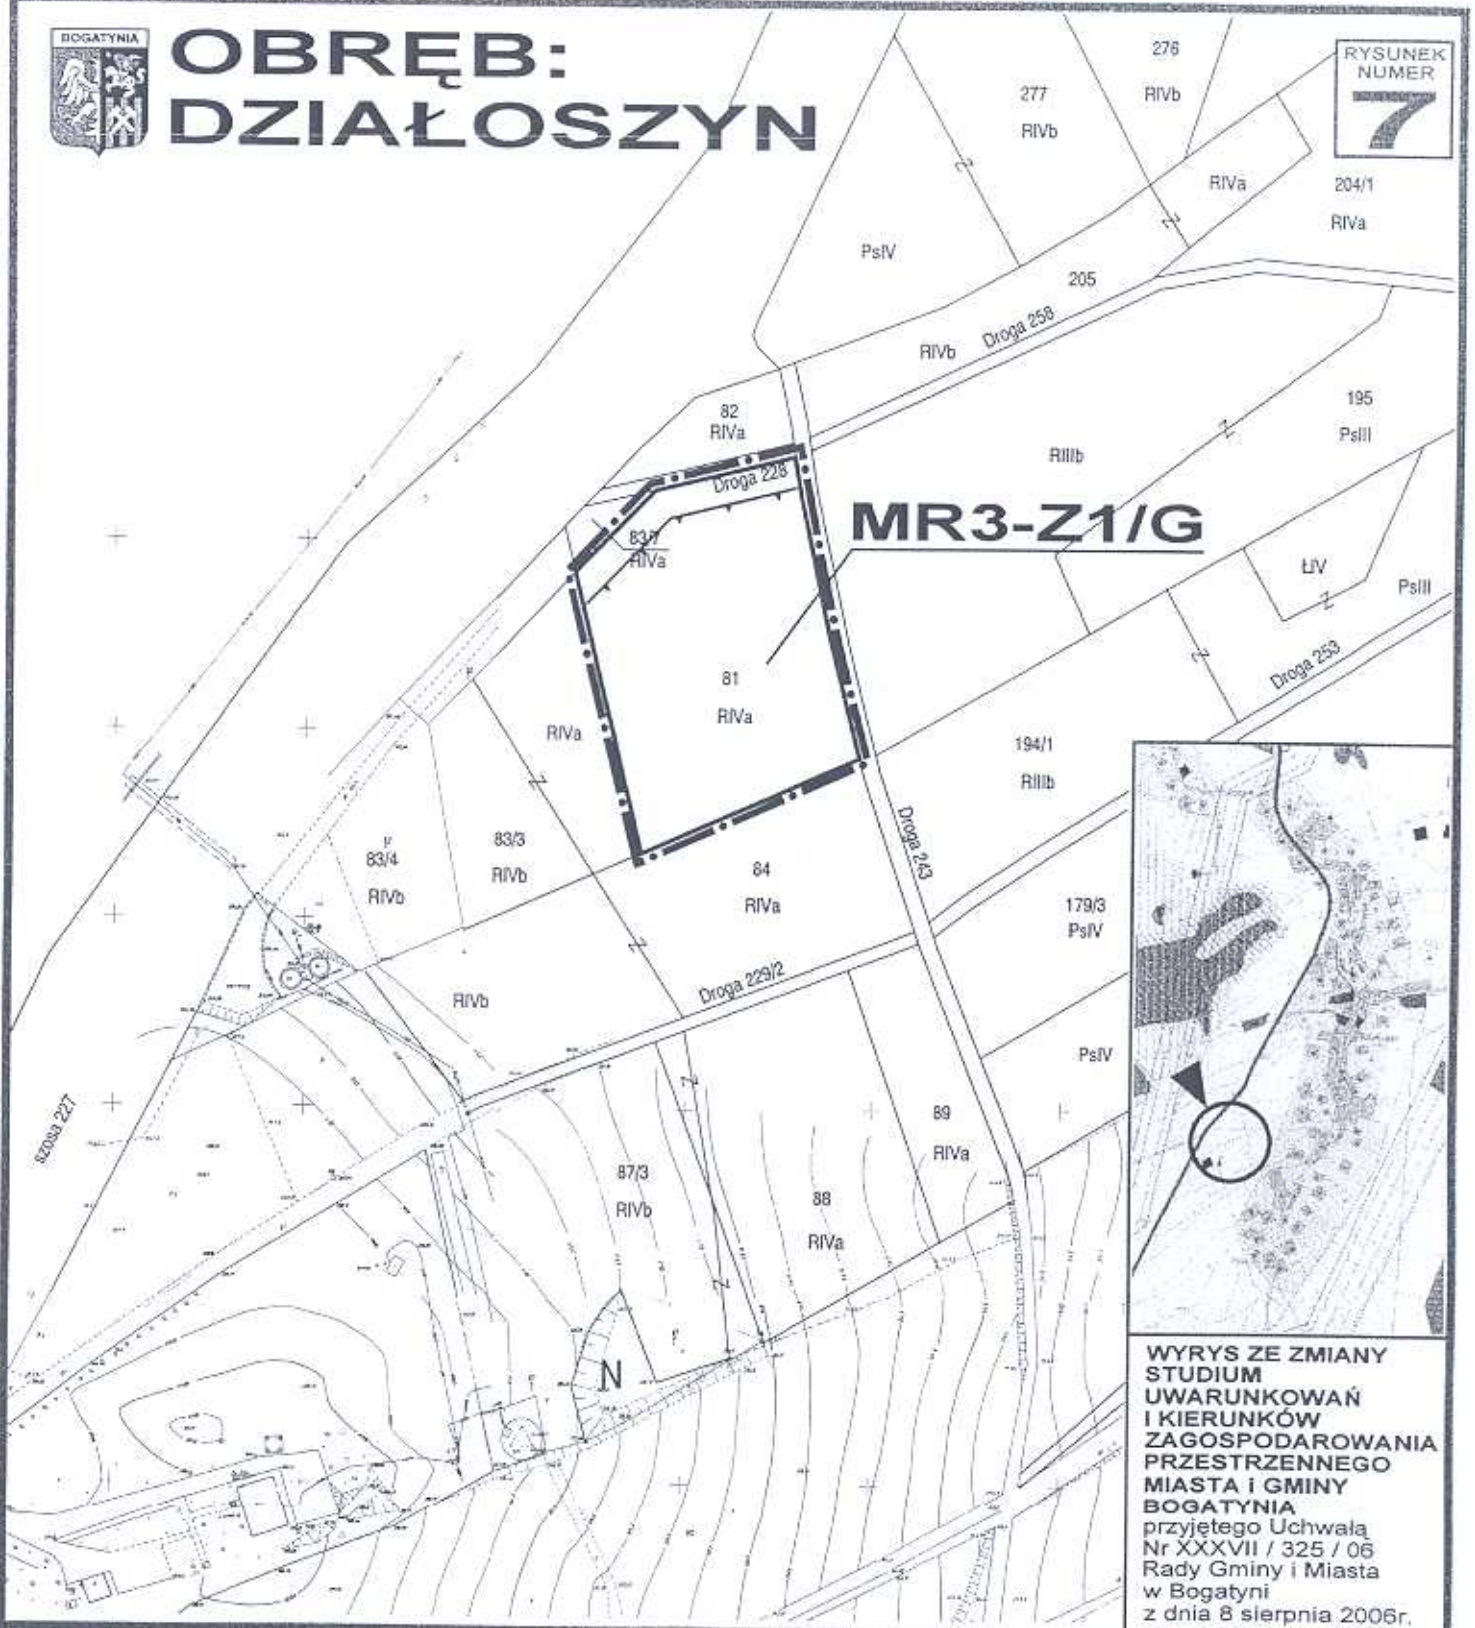 BOGATYNIA
OBRĘB:
DZIAŁOSZYN
RYSUNEK
NUMER
7
276
RIVb
277
RIVb
RIVa
204/1
RIVa
PsIV
205
Droga 258
RIVb
195
PsIII
82
RIVa
RIIIb
Droga 228
MR3-Z1/G
RIVa
ŁIV
PsIII
Droga 253
81
RIVa
RIVa
194/1
RIIIb
Droga 243
83/3
RIVb
83/4
RIVb
84
RIVa
179/3
PsIV
Droga 229/2
RIVb
PsIV
szosa 227
89
RIVa
87/3
RIVb
88
RIVa
N
WYRYS ZE ZMIANY
STUDIUM
UWARUNKOWAŃ
I KIERUNKÓW
ZAGOSPODAROWANIA
PRZESTRZENNEGO
MIASTA i GMINY
BOGATYNIA
przyjętego Uchwałą
Nr XXXVII / 325 / 06
Rady Gminy i Miasta
w Bogatyni
z dnia 8 sierpnia 2006r.